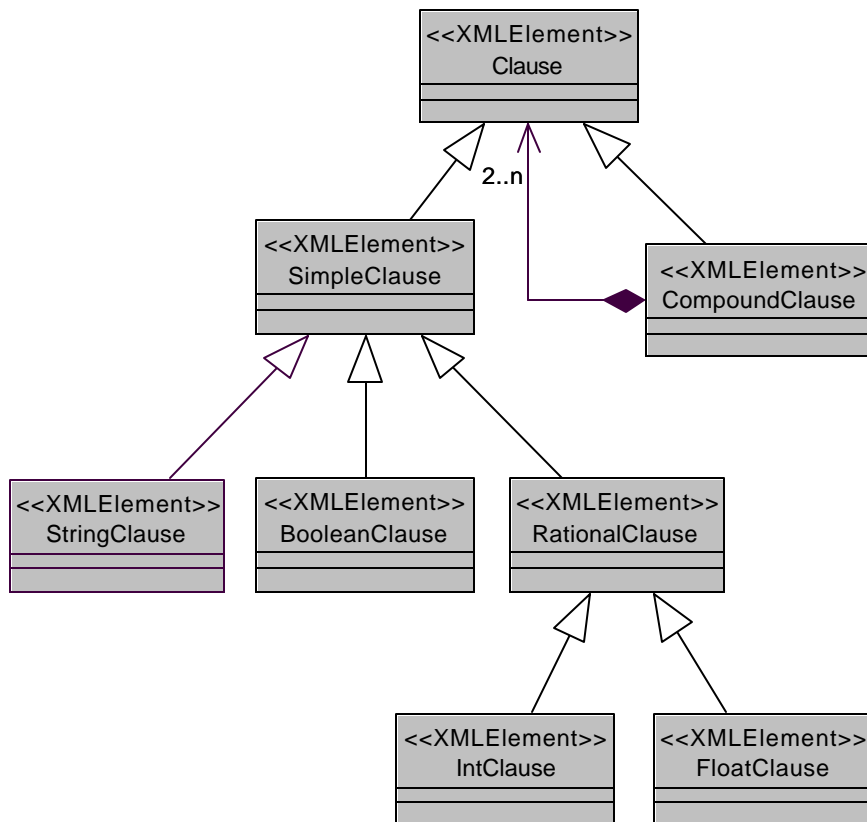 <<XMLElement>>
Clause
2..n
<<XMLElement>>
SimpleClause
<<XMLElement>>
CompoundClause
<<XMLElement>>
StringClause
<<XMLElement>>
BooleanClause
<<XMLElement>>
RationalClause
<<XMLElement>>
IntClause
<<XMLElement>>
FloatClause